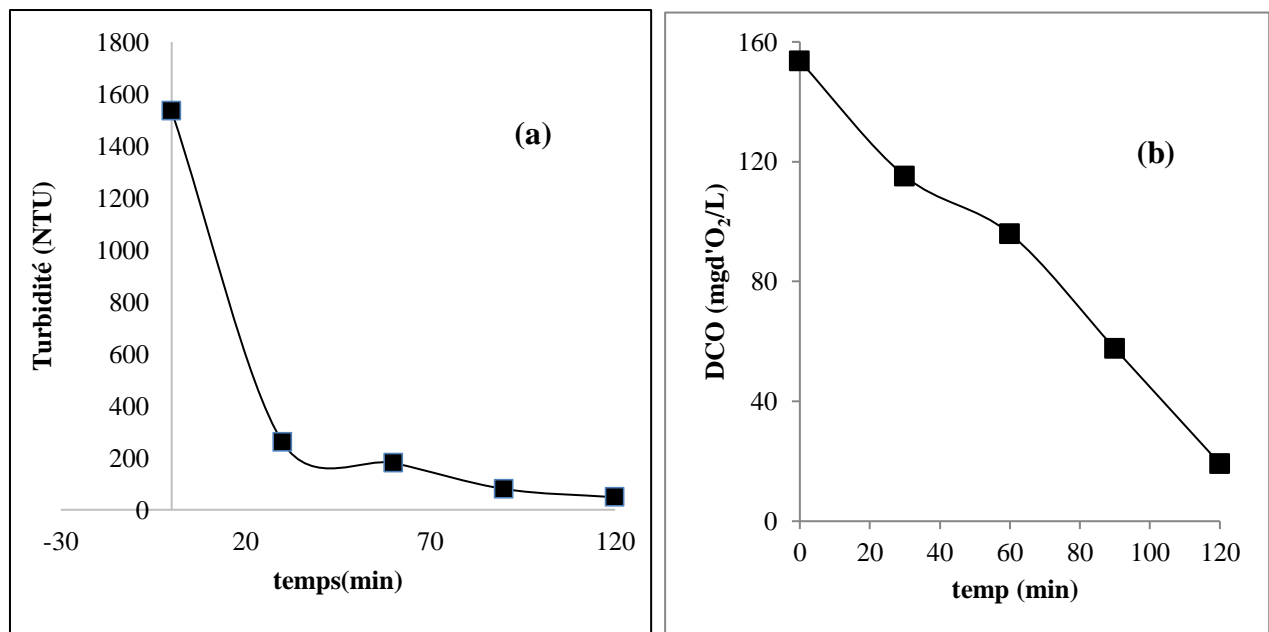 1800
1600
1400
1200
1000
800
600
400
200
0
-30 20 70 120
Turbidité (NTU)
temps(min)
(a)
160
120
80
40
0
0 20 40 60 80 100 120
DCO (mgd'O₂/L)
temp (min)
(b)